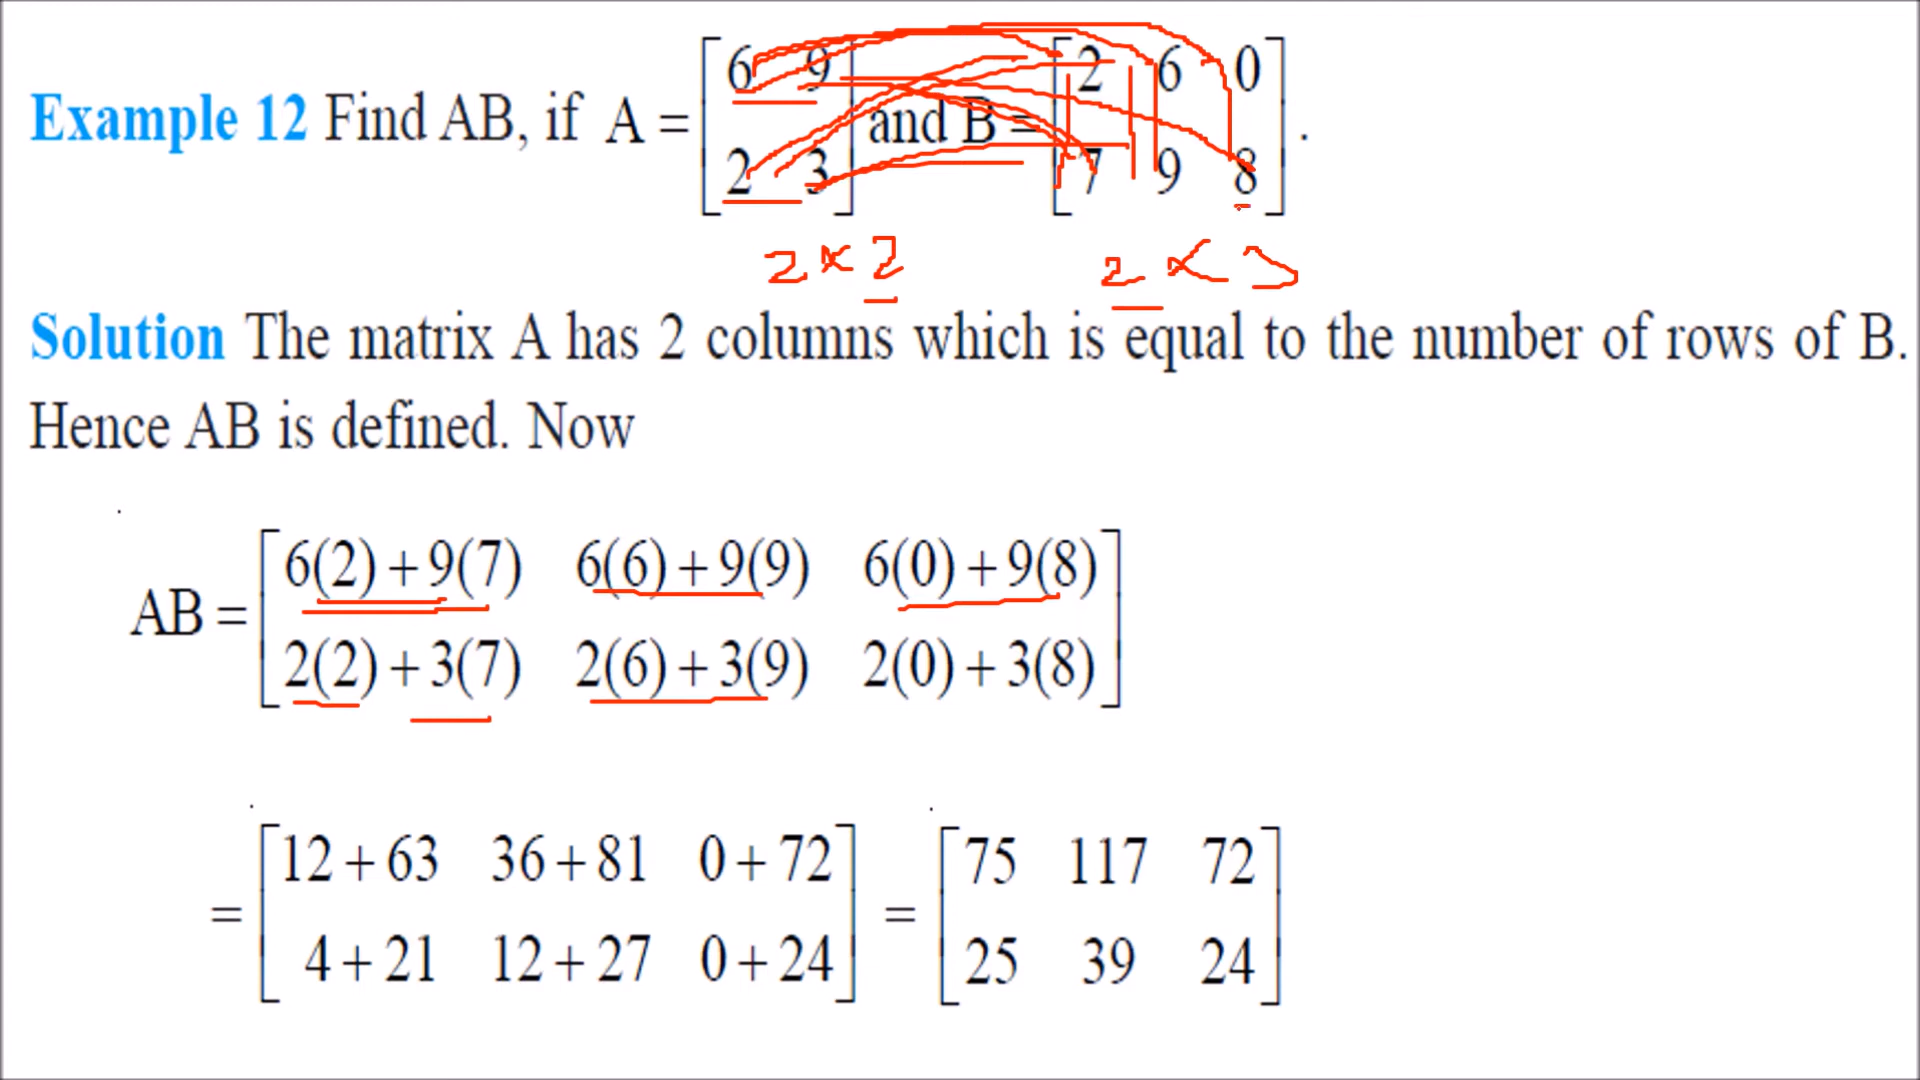 Example 12 Find AB, if A = [6 9; 2 3] and B = [2 6 0; 7 9 8].
2 × 2 2 × 3
Solution The matrix A has 2 columns which is equal to the number of rows of B.
Hence AB is defined. Now
AB = [6(2) + 9(7) 6(6) + 9(9) 6(0) + 9(8); 2(2) + 3(7) 2(6) + 3(9) 2(0) + 3(8)]
= [12 + 63 36 + 81 0 + 72; 4 + 21 12 + 27 0 + 24] = [75 117 72; 25 39 24]